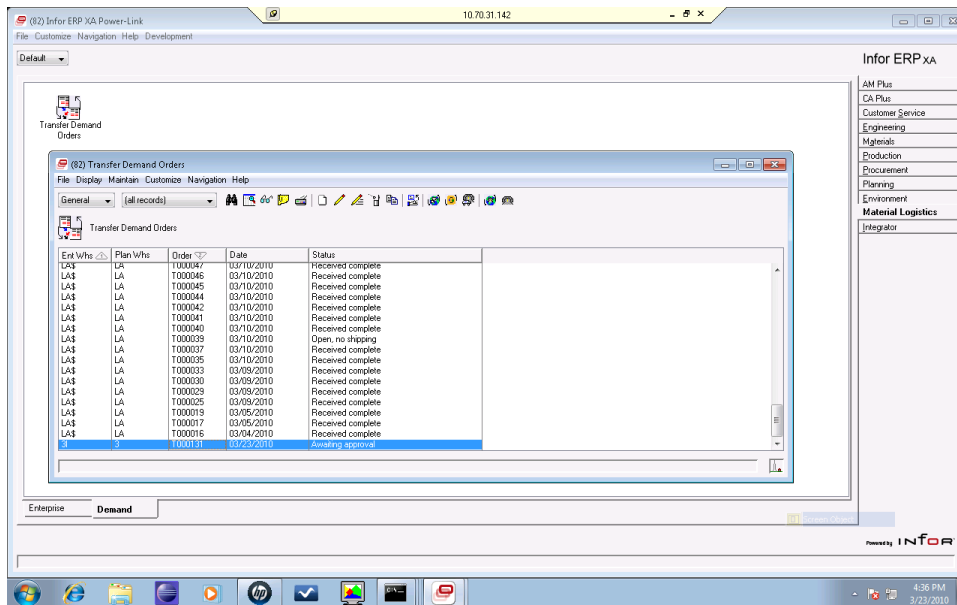 10.70.31.142
(82) Infor ERP XA Power-Link
File Customize Navigation Help Development
Default
Infor ERP XA
AM Plus
CA Plus
Customer Service
Engineering
Materials
Production
Procurement
Planning
Environment
Material Logistics
Integrator
Transfer Demand
Orders
(82) Transfer Demand Orders
File Display Maintain Customize Navigation Help
General (all records)
Transfer Demand Orders
Ent Whs Plan Whs Order Date Status
LA$ LA T000047 03/10/2010 Received complete
LA$ LA T000046 03/10/2010 Received complete
LA$ LA T000045 03/10/2010 Received complete
LA$ LA T000044 03/10/2010 Received complete
LA$ LA T000042 03/10/2010 Received complete
LA$ LA T000041 03/10/2010 Received complete
LA$ LA T000040 03/10/2010 Received complete
LA$ LA T000039 03/10/2010 Open, no shipping
LA$ LA T000037 03/10/2010 Received complete
LA$ LA T000035 03/10/2010 Received complete
LA$ LA T000033 03/09/2010 Received complete
LA$ LA T000030 03/09/2010 Received complete
LA$ LA T000029 03/09/2010 Received complete
LA$ LA T000025 03/09/2010 Received complete
LA$ LA T000019 03/05/2010 Received complete
LA$ LA T000017 03/05/2010 Received complete
LA$ LA T000016 03/04/2010 Received complete
3 T000131 03/23/2010 Awaiting approval
Enterprise Demand
Powered by INFOR
4:36 PM
3/23/2010